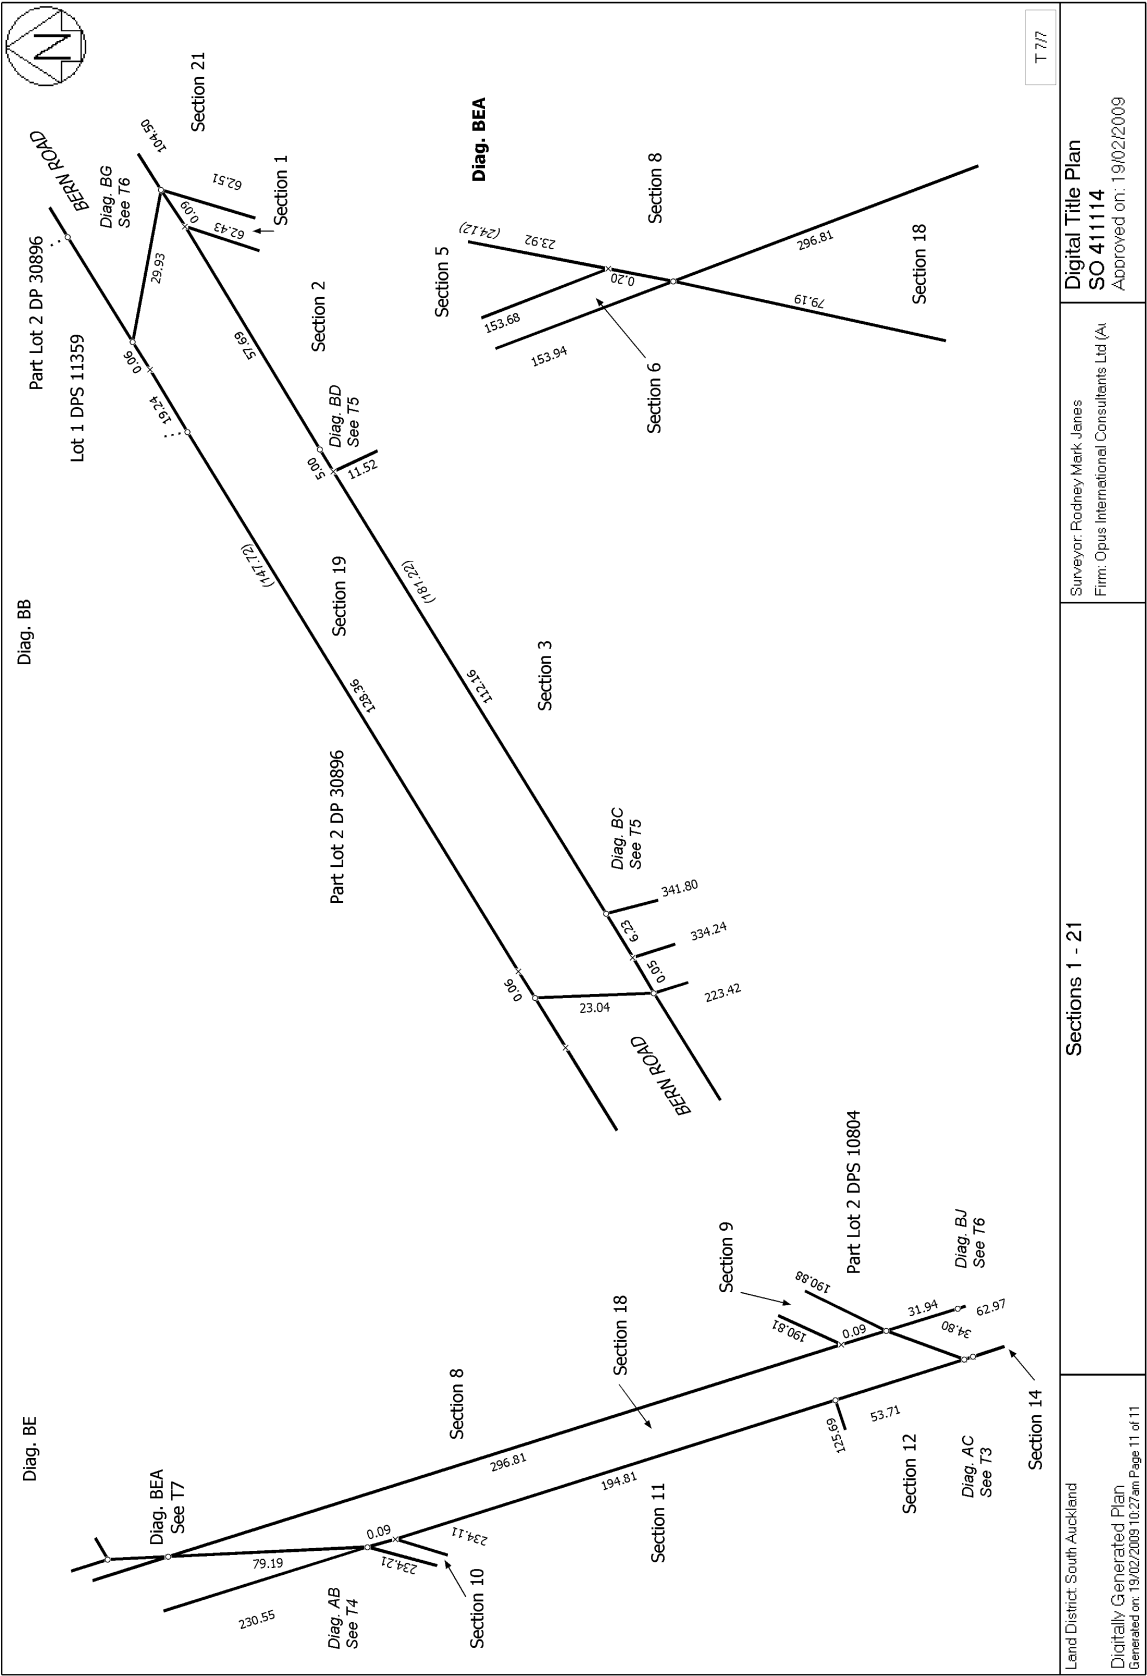 Diag. BE
Diag. BEA
See T7
79.19
230.55
Diag. AB
See T4
0.09
234.21
234.11
Section 10
Section 8
296.81
194.81
Section 11
Section 18
Section 9
190.81
190.88
0.09
Part Lot 2 DPS 10804
31.94
34.80
62.97
Diag. BJ
See T6
125.69
53.71
Section 12
Diag. AC
See T3
Section 14
Diag. BB
BERN ROAD
Part Lot 2 DP 30896
Lot 1 DPS 11359
Diag. BG
See T6
Section 21
104.50
62.51
62.43
0.09
Section 1
29.93
0.06
19.24
57.69
Section 2
Diag. BD
See T5
5.00
11.52
(147.72)
Section 19
(181.22)
128.36
112.16
Section 3
Part Lot 2 DP 30896
Diag. BC
See T5
341.80
6.23
334.24
0.05
223.42
0.06
23.04
BERN ROAD
Diag. BEA
Section 5
(24.12)
23.92
Section 8
153.68
0.20
153.94
296.81
79.19
Section 18
Section 6
T 7/7
Land District: South Auckland
Digitally Generated Plan
Generated on: 19/02/2009 10:27am Page 11 of 11
Sections 1 - 21
Surveyor: Rodney Mark Janes
Firm: Opus International Consultants Ltd (Au
Digital Title Plan
SO 411114
Approved on: 19/02/2009
N